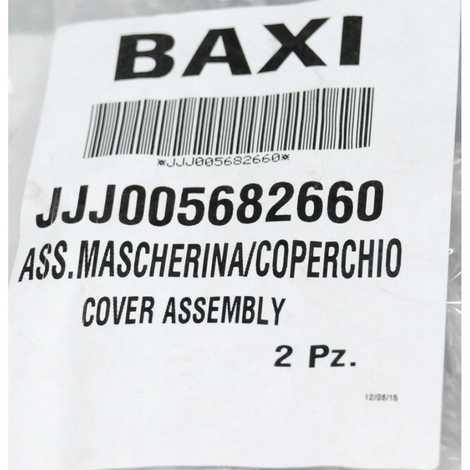 BAXI
*JJJ005682660*
JJJ005682660
ASS.MASCHERINA/COPERCHIO
COVER ASSEMBLY
2 Pz.
12/08/15